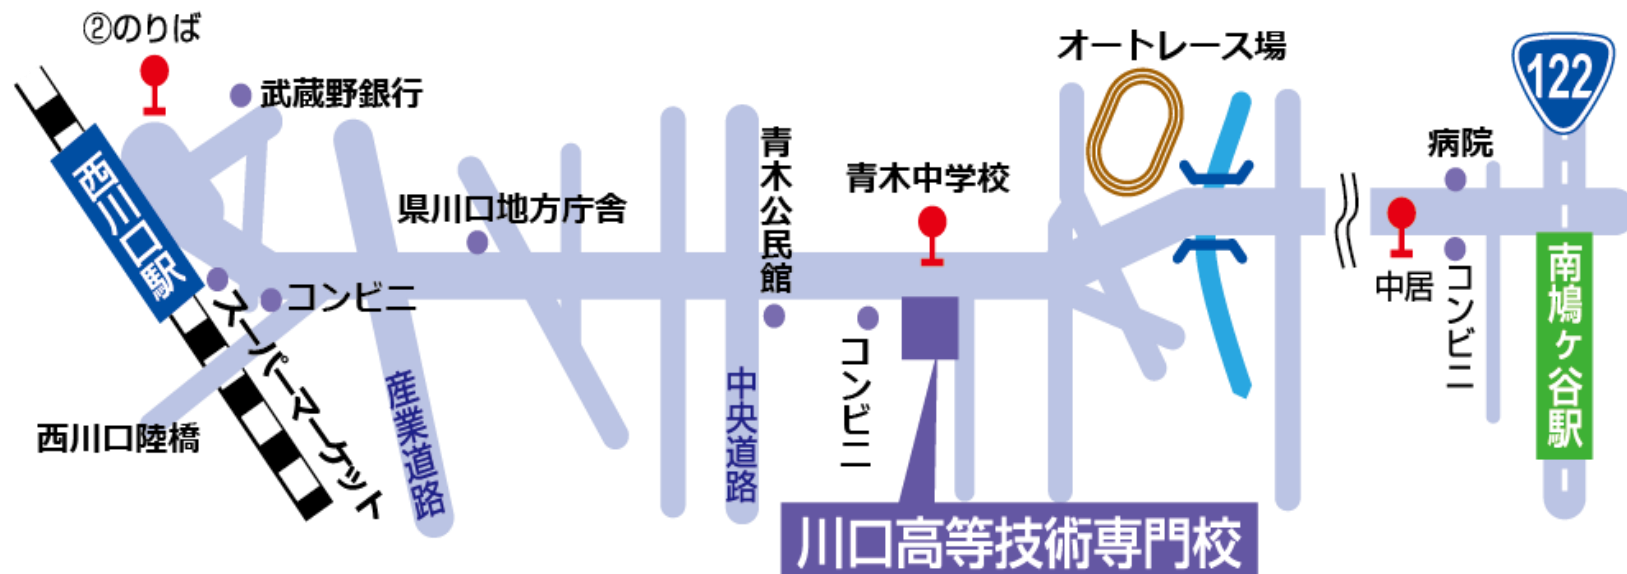 ②のりば
武蔵野銀行
西川口駅
スーパーマーケット
コンビニ
西川口陸橋
県川口地方庁舎
産業道路
青木公民館
中央道路
コンビニ
青木中学校
川口高等技術専門校
オートレース場
中居
病院
コンビニ
122
南鳩ヶ谷駅